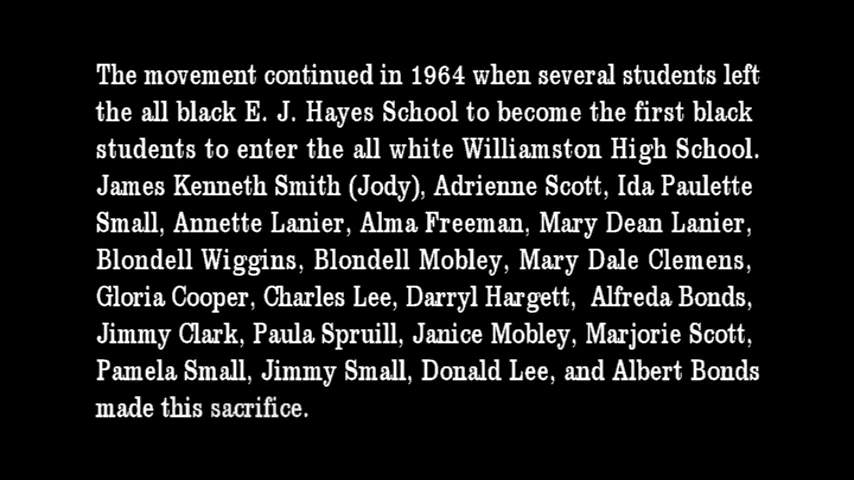 The movement continued in 1964 when several students left
the all black E. J. Hayes School to become the first black
students to enter the all white Williamston High School.
James Kenneth Smith (Jody), Adrienne Scott, Ida Paulette
Small, Annette Lanier, Alma Freeman, Mary Dean Lanier,
Blondell Wiggins, Blondell Mobley, Mary Dale Clemens,
Gloria Cooper, Charles Lee, Darryl Hargett, Alfreda Bonds,
Jimmy Clark, Paula Spruill, Janice Mobley, Marjorie Scott,
Pamela Small, Jimmy Small, Donald Lee, and Albert Bonds
made this sacrifice.